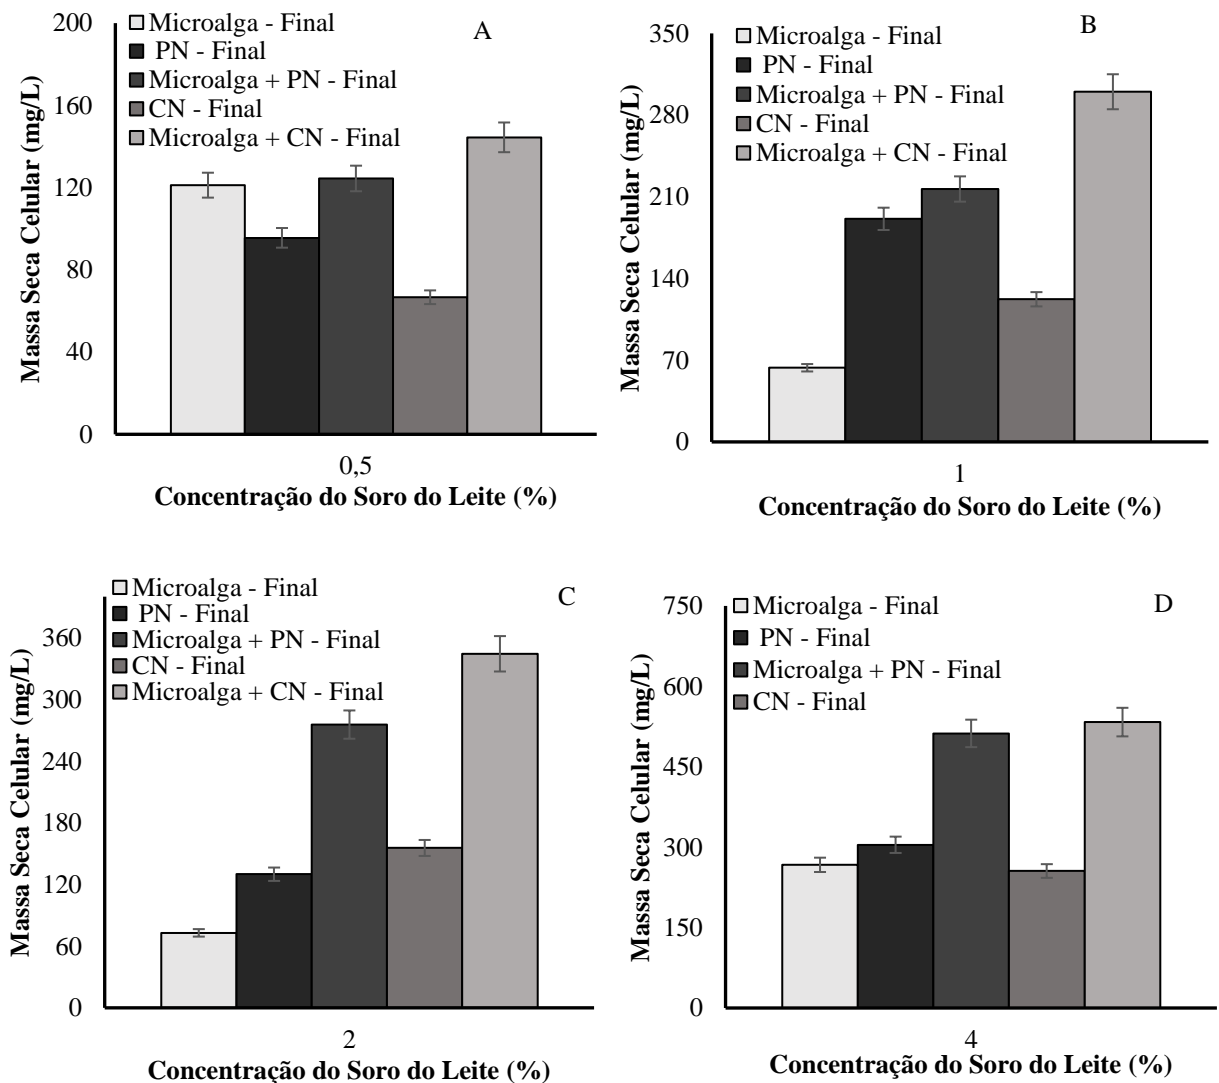 A
200
160
120
80
40
0
Massa Seca Celular (mg/L)
Microalga - Final
PN - Final
Microalga + PN - Final
CN - Final
Microalga + CN - Final
0,5
Concentração do Soro do Leite (%)
B
350
280
210
140
70
0
Massa Seca Celular (mg/L)
Microalga - Final
PN - Final
Microalga + PN - Final
CN - Final
Microalga + CN - Final
1
Concentração do Soro do Leite (%)
C
360
300
240
180
120
60
0
Massa Seca Celular (mg/L)
Microalga - Final
PN - Final
Microalga + PN - Final
CN - Final
Microalga + CN - Final
2
Concentração do Soro do Leite (%)
D
750
600
450
300
150
0
Massa Seca Celular (mg/L)
Microalga - Final
PN - Final
Microalga + PN - Final
CN - Final
4
Concentração do Soro do Leite (%)